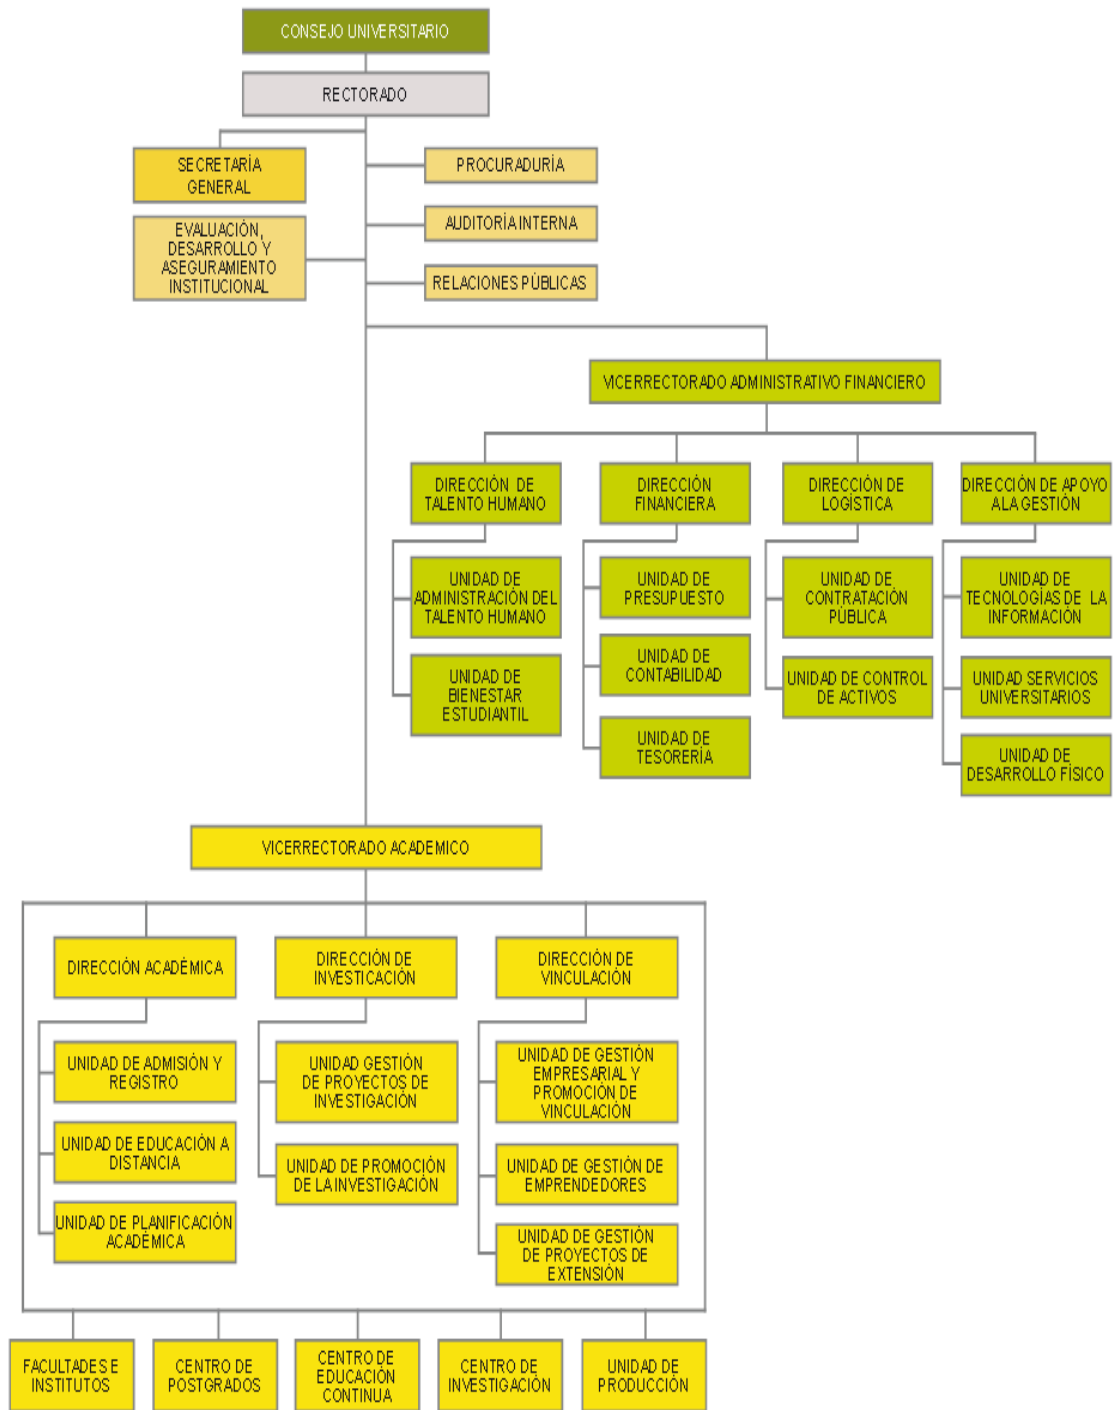 CONSEJO UNIVERSITARIO
RECTORADO
SECRETARÍA
GENERAL
PROCURADURÍA
EVALUACIÓN,
DESARROLLO Y
ASEGURAMIENTO
INSTITUCIONAL
AUDITORÍA INTERNA
RELACIONES PÚBLICAS
VICERRECTORADO ADMINISTRATIVO FINANCIERO
DIRECCIÓN DE
TALENTO HUMANO
DIRECCIÓN
FINANCIERA
DIRECCIÓN DE
LOGÍSTICA
DIRECCIÓN DE APOYO
A LA GESTIÓN
UNIDAD DE
ADMINISTRACIÓN DEL
TALENTO HUMANO
UNIDAD DE
BIENESTAR
ESTUDIANTIL
UNIDAD DE
PRESUPUESTO
UNIDAD DE
CONTABILIDAD
UNIDAD DE
TESORERÍA
UNIDAD DE
CONTRATACIÓN
PÚBLICA
UNIDAD DE CONTROL
DE ACTIVOS
UNIDAD DE
TECNOLOGÍAS DE LA
INFORMACIÓN
UNIDAD SERVICIOS
UNIVERSITARIOS
UNIDAD DE
DESARROLLO FÍSICO
VICERRECTORADO ACADEMICO
DIRECCIÓN ACADÉMICA
DIRECCIÓN DE
INVESTICACIÓN
DIRECCIÓN DE
VINCULACIÓN
UNIDAD DE ADMISIÓN Y
REGISTRO
UNIDAD DE EDUCACIÓN A
DISTANCIA
UNIDAD DE PLANIFICACIÓN
ACADÉMICA
UNIDAD GESTIÓN
DE PROYECTOS DE
INVESTIGACIÓN
UNIDAD DE PROMOCIÓN
DE LA INVESTIGACIÓN
UNIDAD DE GESTIÓN
EMPRESARIAL Y
PROMOCIÓN DE
VINCULACIÓN
UNIDAD DE GESTIÓN DE
EMPRENDEDORES
UNIDAD DE GESTIÓN
DE PROYECTOS DE
EXTENSIÓN
FACULTADES E
INSTITUTOS
CENTRO DE
POSTGRADOS
CENTRO DE
EDUCACIÓN
CONTINUA
CENTRO DE
INVESTIGACIÓN
UNIDAD DE
PRODUCCIÓN